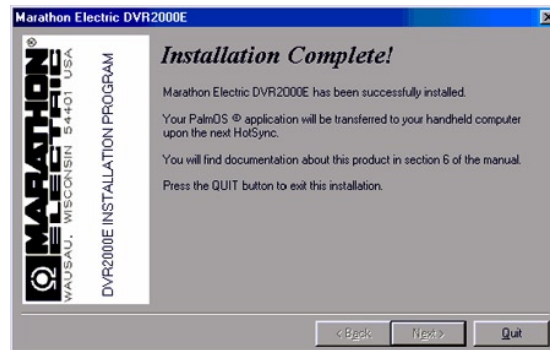 Marathon Electric DVR2000E
MARATHON®
ELECTRIC
WAUSAU, WISCONSIN 54401 USA
DVR2000E INSTALLATION PROGRAM
Installation Complete!
Marathon Electric DVR2000E has been successfully installed.
Your PalmOS © application will be transferred to your handheld computer
upon the next HotSync.
You will find documentation about this product in section 6 of the manual.
Press the QUIT button to exit this installation.
< Back
Next >
Quit